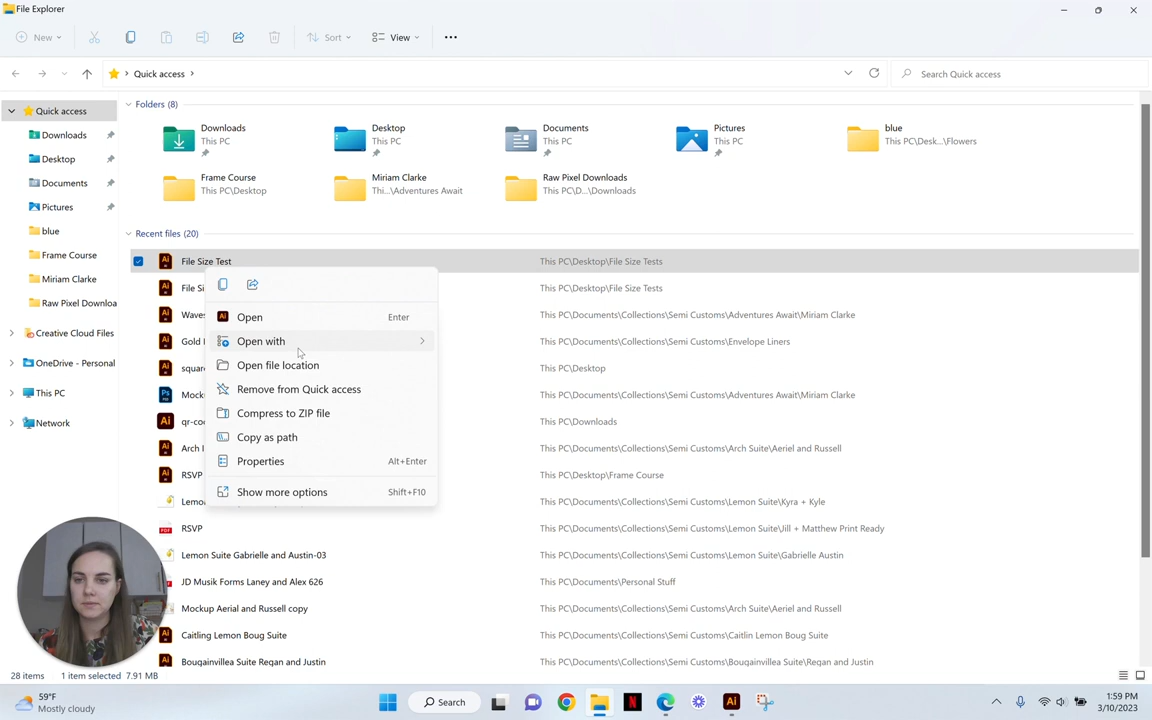 File Explorer
New
Sort
View
Quick access
Search Quick access
Quick access
Downloads
Desktop
Documents
Pictures
blue
Frame Course
Miriam Clarke
Raw Pixel Downloa
Creative Cloud Files
OneDrive - Personal
This PC
Network
Folders (8)
Downloads
This PC
Desktop
This PC
Documents
This PC
Pictures
This PC
blue
This PC\Desk...\Flowers
Frame Course
This PC\Desktop
Miriam Clarke
Thi...\Adventures Await
Raw Pixel Downloads
This PC\D...\Downloads
Recent files (20)
File Size Test This PC\Desktop\File Size Tests
File Si This PC\Desktop\File Size Tests
Waves This PC\Documents\Collections\Semi Customs\Adventures Await\Miriam Clarke
Gold This PC\Documents\Collections\Semi Customs\Envelope Liners
square This PC\Desktop
Mock This PC\Documents\Collections\Semi Customs\Adventures Await\Miriam Clarke
qr-co This PC\Downloads
Arch This PC\Documents\Collections\Semi Customs\Arch Suite\Aeriel and Russell
RSVP This PC\Desktop\Frame Course
Lemo This PC\Documents\Collections\Semi Customs\Lemon Suite\Kyra + Kyle
RSVP This PC\Documents\Collections\Semi Customs\Lemon Suite\Jill + Matthew Print Ready
Lemon Suite Gabrielle and Austin-03 This PC\Documents\Collections\Semi Customs\Lemon Suite\Gabrielle Austin
JD Musik Forms Laney and Alex 626 This PC\Documents\Personal Stuff
Mockup Aerial and Russell copy This PC\Documents\Collections\Semi Customs\Arch Suite\Aeriel and Russell
Caitling Lemon Boug Suite This PC\Documents\Collections\Semi Customs\Caitlin Lemon Boug Suite
Bougainvillea Suite Regan and Justin This PC\Documents\Collections\Semi Customs\Bougainvillea Suite\Regan and Justin
Open Enter
Open with
Open file location
Remove from Quick access
Compress to ZIP file
Copy as path
Properties Alt+Enter
Show more options Shift+F10
28 items 1 item selected 7.91 MB
59°F
Mostly cloudy
Search
1:59 PM
3/10/2023